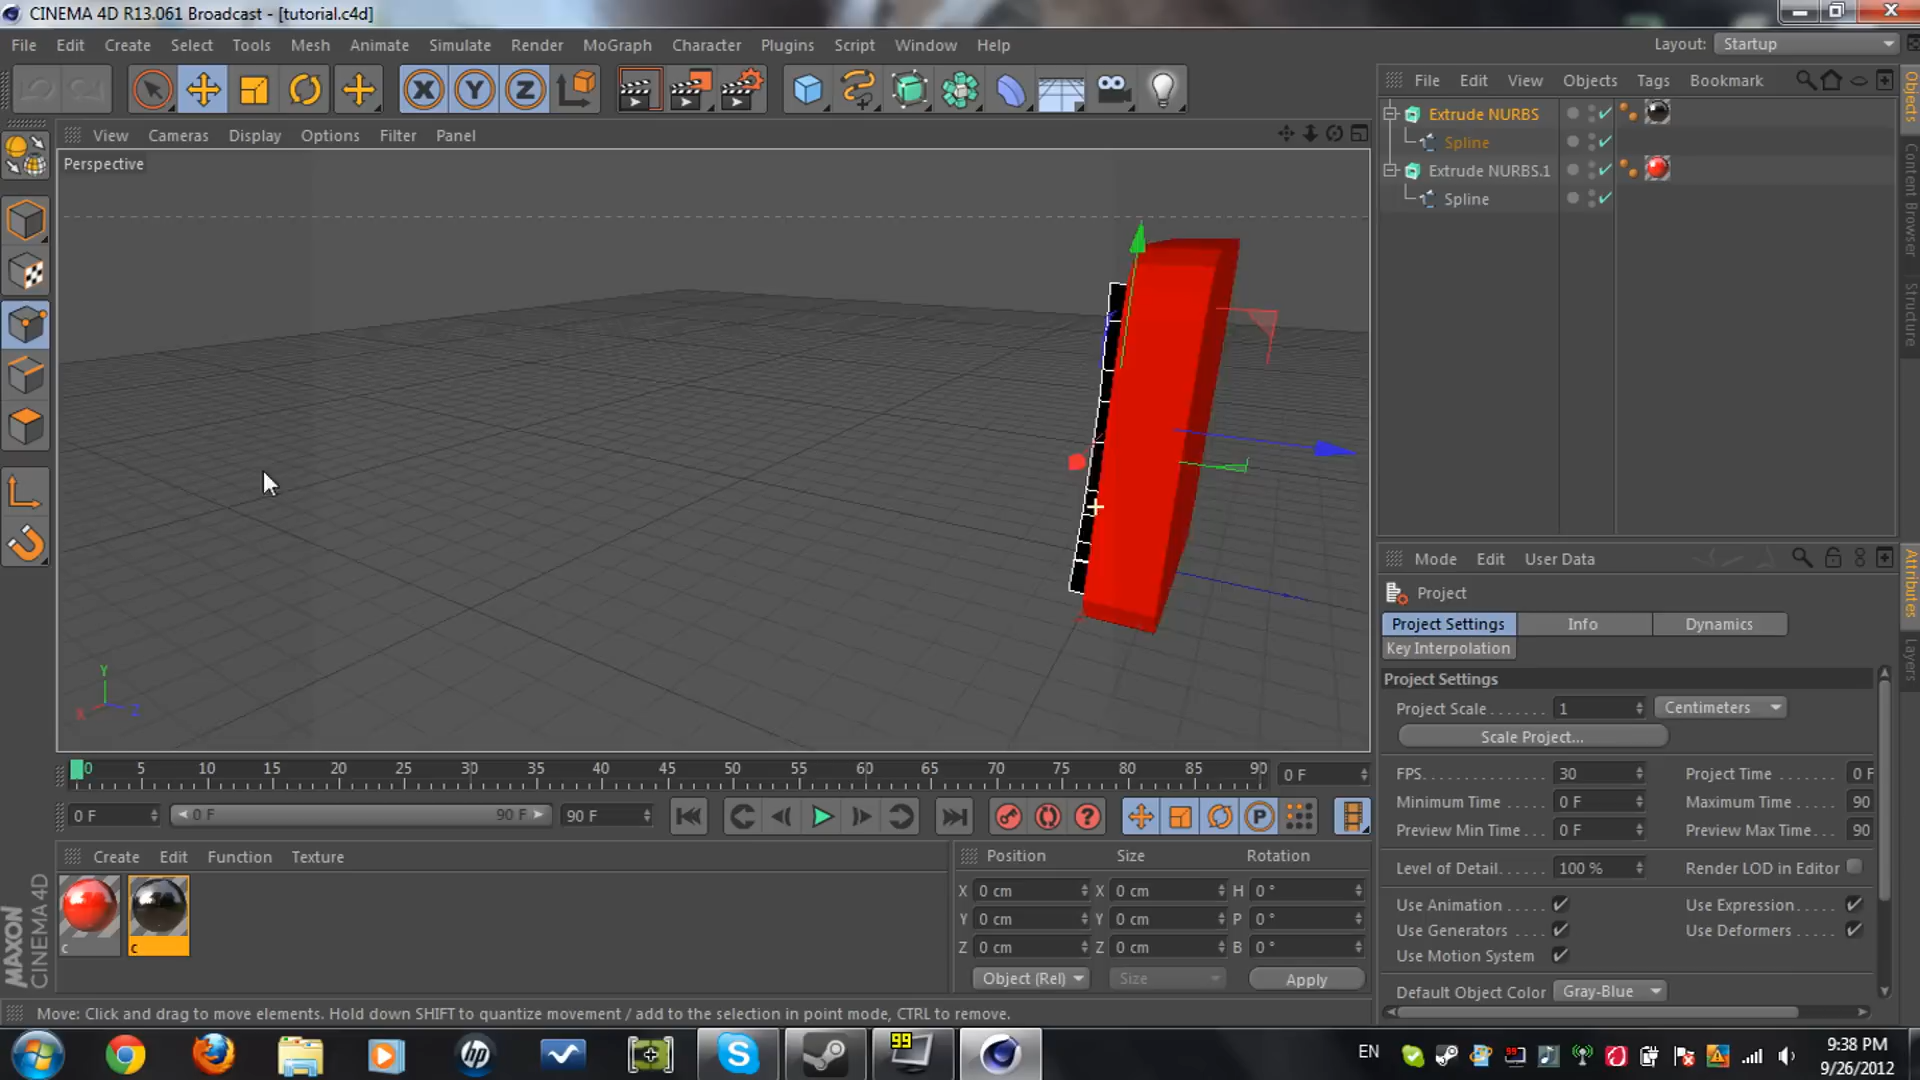 CINEMA 4D R13.061 Broadcast - [tutorial.c4d]
File Edit Create Select Tools Mesh Animate Simulate Render MoGraph Character Plugins Script Window Help
Layout: Startup
X Y Z
View Cameras Display Options Filter Panel
Perspective
Y
X Z
File Edit View Objects Tags Bookmark
Extrude NURBS
Spline
Extrude NURBS.1
Spline
Objects
Content Browser
Structure
Attributes
Layers
Mode Edit User Data
Project
Project Settings Info Dynamics
Key Interpolation
Project Settings
Project Scale 1 Centimeters
Scale Project...
FPS 30 Project Time 0 F
Minimum Time 0 F Maximum Time 90
Preview Min Time 0 F Preview Max Time 90
Level of Detail 100 % Render LOD in Editor
Use Animation Use Expression
Use Generators Use Deformers
Use Motion System
Default Object Color Gray-Blue
0 5 10 15 20 25 30 35 40 45 50 55 60 65 70 75 80 85 90 0 F
0 F 0 F 90 F 90 F
P
Create Edit Function Texture
C C
MAXON
CINEMA 4D
Position Size Rotation
X 0 cm X 0 cm H 0 °
Y 0 cm Y 0 cm P 0 °
Z 0 cm Z 0 cm B 0 °
Object (Rel) Size Apply
Move: Click and drag to move elements. Hold down SHIFT to quantize movement / add to the selection in point mode, CTRL to remove.
hp
99
EN
9:38 PM
9/26/2012